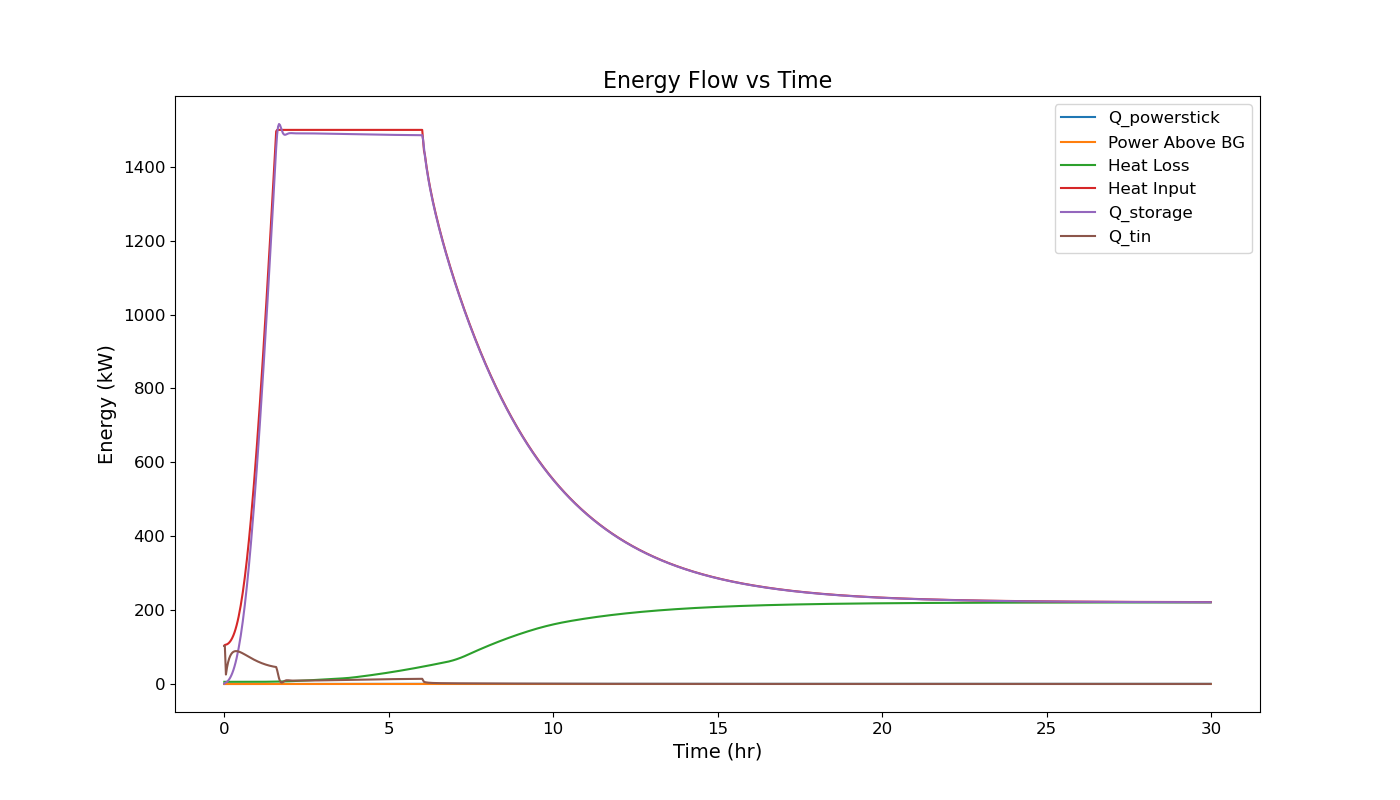 Energy Flow vs Time
Q_powerstick
Power Above BG
Heat Loss
Heat Input
Q_storage
Q_tin
Energy (kW)
1400
1200
1000
800
600
400
200
0
0 5 10 15 20 25 30
Time (hr)